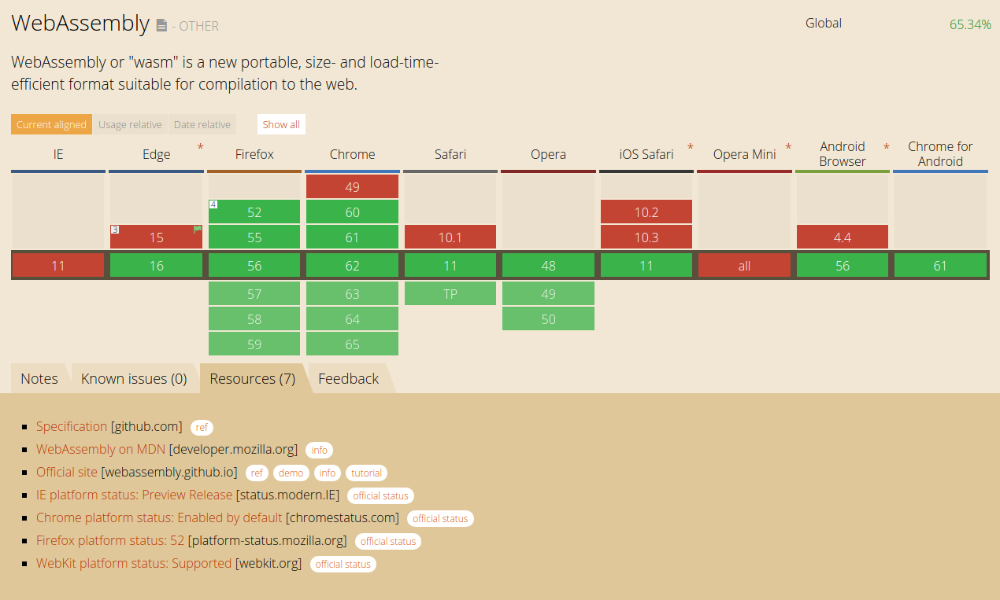 WebAssembly - OTHER
Global 65.34%
WebAssembly or "wasm" is a new portable, size- and load-time-
efficient format suitable for compilation to the web.
Current aligned Usage relative Date relative Show all
IE Edge * Firefox Chrome Safari Opera iOS Safari * Opera Mini * Android Browser * Chrome for Android
49
4 52 60 10.2
3 15 55 61 10.1 10.3 4.4
11 16 56 62 11 48 11 all 56 61
57 63 TP 49
58 64 50
59 65
Notes Known issues (0) Resources (7) Feedback
Specification [github.com] ref
WebAssembly on MDN [developer.mozilla.org] info
Official site [webassembly.github.io] ref demo info tutorial
IE platform status: Preview Release [status.modern.IE] official status
Chrome platform status: Enabled by default [chromestatus.com] official status
Firefox platform status: 52 [platform-status.mozilla.org] official status
WebKit platform status: Supported [webkit.org] official status